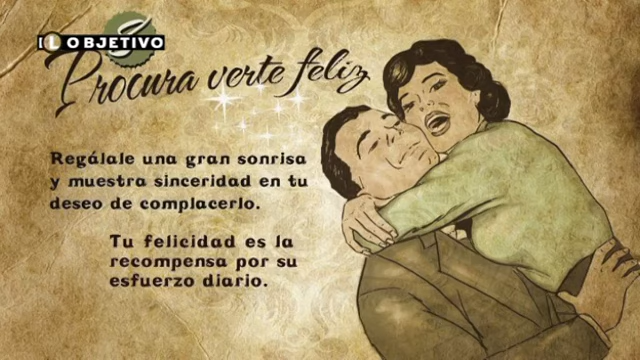 EL OBJETIVO
Procura verte feliz
Regálale una gran sonrisa
y muestra sinceridad en tu
deseo de complacerlo.
Tu felicidad es la
recompensa por su
esfuerzo diario.